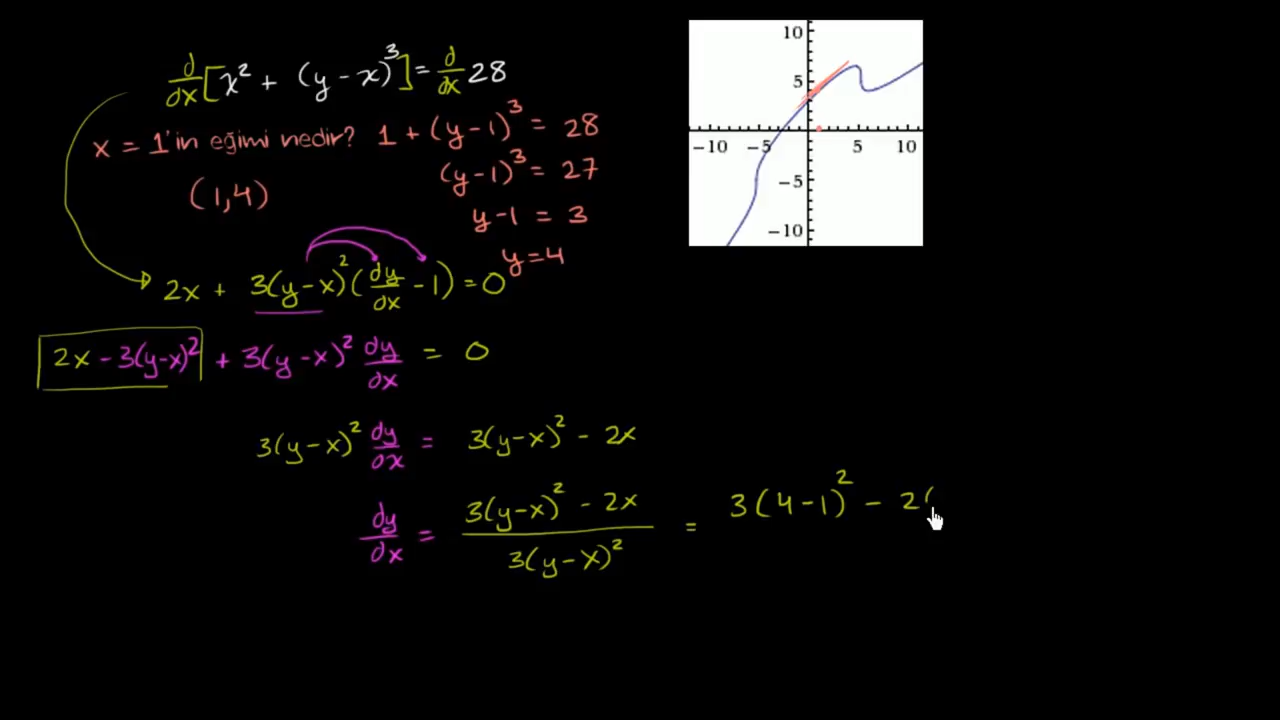 d/dx [x² + (y - x)³] = d/dx 28
x = 1'in eğimi nedir? 1 + (y - 1)³ = 28
(y - 1)³ = 27
(1,4)
y - 1 = 3
y = 4
2x + 3(y - x)² (dy/dx - 1) = 0
2x - 3(y - x)² + 3(y - x)² dy/dx = 0
3(y - x)² dy/dx = 3(y - x)² - 2x
dy/dx = 3(y - x)² - 2x / 3(y - x)² = 3(4 - 1)² - 2(
10
5
-10 -5 5 10
-5
-10